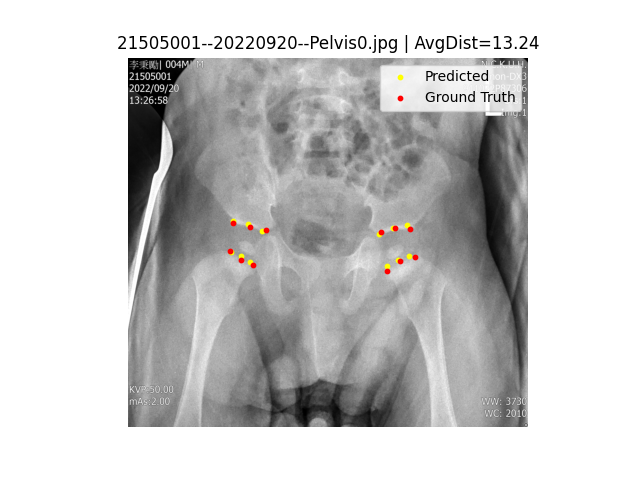 21505001--20220920--Pelvis0.jpg | AvgDist=13.24
21505001
2022/09/20
13:26:58
Predicted
Ground Truth
KVP:50.00
mAs:2.00
WW: 3730
WC: 2010